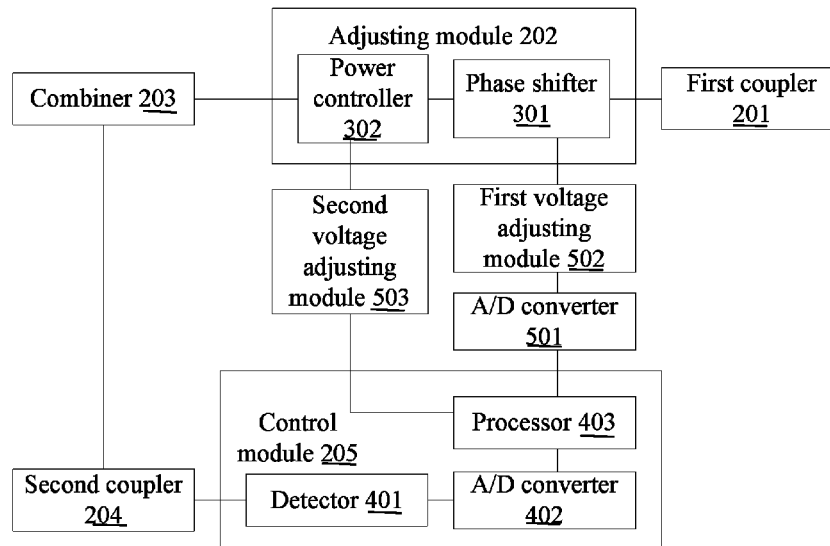 Adjusting module 202
Combiner 203
Power
controller
302
Phase shifter
301
First coupler
201
Second
voltage
adjusting
module 503
First voltage
adjusting
module 502
A/D converter
501
Control
module 205
Processor 403
Second coupler
204
Detector 401
A/D converter
402